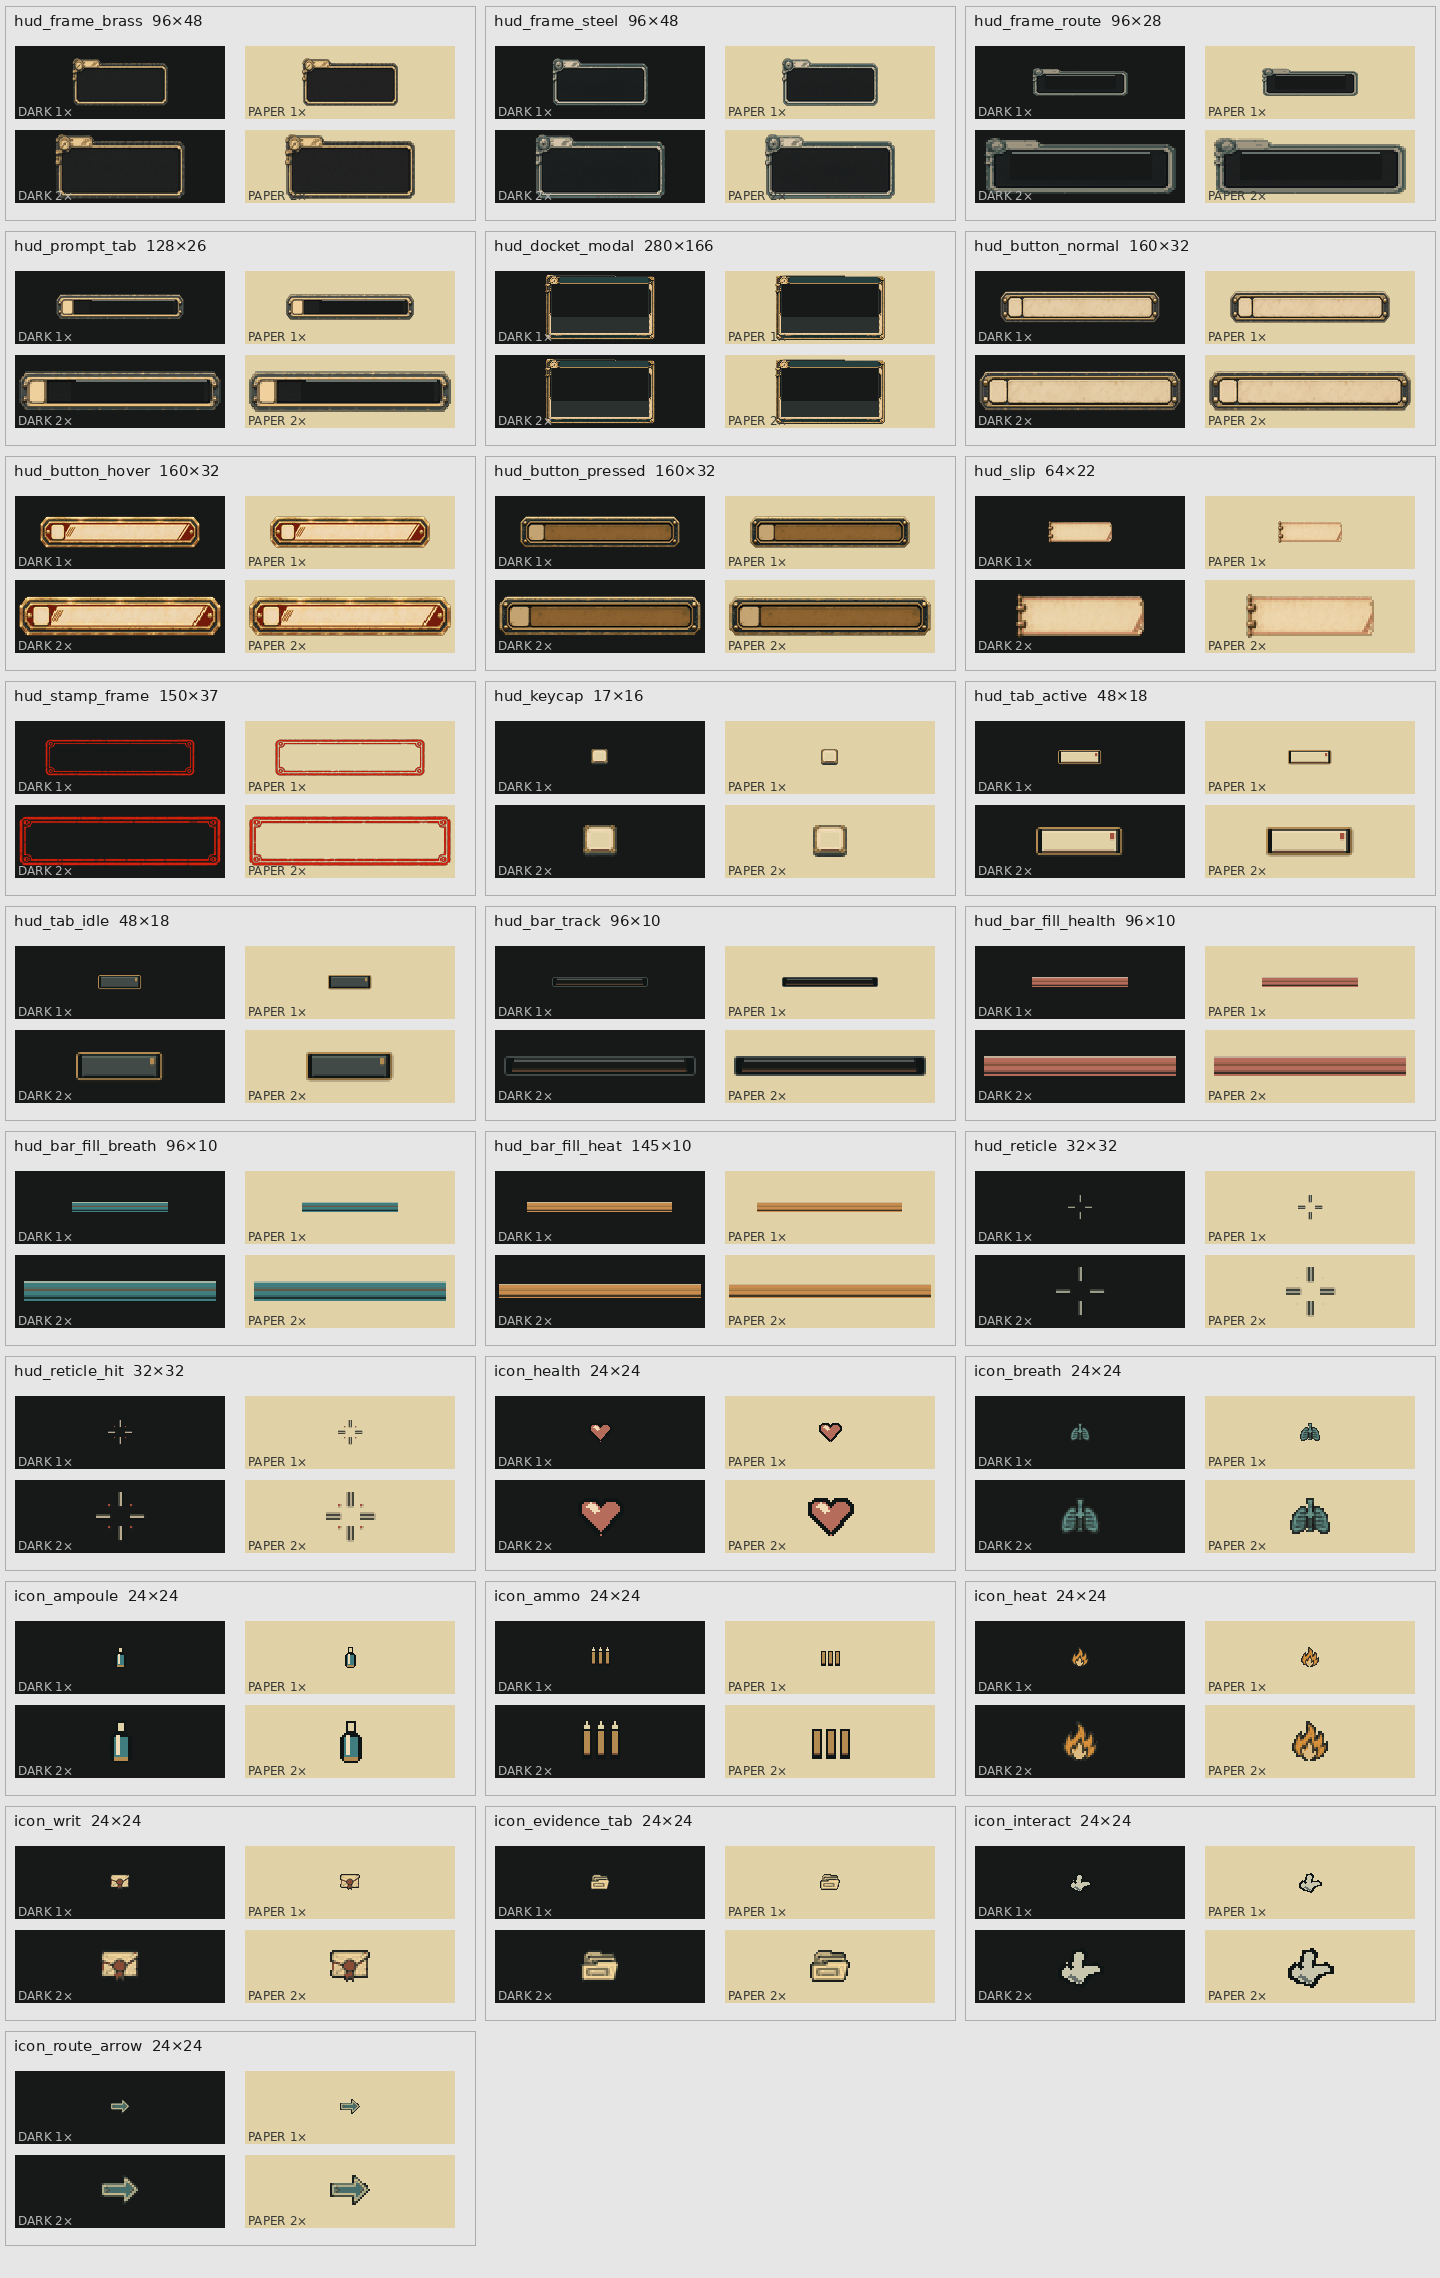 hud_frame_brass 96×48
DARK 1×
PAPER 1×
DARK 2×
PAPER 2×
hud_frame_steel 96×48
DARK 1×
PAPER 1×
DARK 2×
PAPER 2×
hud_frame_route 96×28
DARK 1×
PAPER 1×
DARK 2×
PAPER 2×
hud_prompt_tab 128×26
DARK 1×
PAPER 1×
DARK 2×
PAPER 2×
hud_docket_modal 280×166
DARK 1×
PAPER 1×
DARK 2×
PAPER 2×
hud_button_normal 160×32
DARK 1×
PAPER 1×
DARK 2×
PAPER 2×
hud_button_hover 160×32
DARK 1×
PAPER 1×
DARK 2×
PAPER 2×
hud_button_pressed 160×32
DARK 1×
PAPER 1×
DARK 2×
PAPER 2×
hud_slip 64×22
DARK 1×
PAPER 1×
DARK 2×
PAPER 2×
hud_stamp_frame 150×37
DARK 1×
PAPER 1×
DARK 2×
PAPER 2×
hud_keycap 17×16
DARK 1×
PAPER 1×
DARK 2×
PAPER 2×
hud_tab_active 48×18
DARK 1×
PAPER 1×
DARK 2×
PAPER 2×
hud_tab_idle 48×18
DARK 1×
PAPER 1×
DARK 2×
PAPER 2×
hud_bar_track 96×10
DARK 1×
PAPER 1×
DARK 2×
PAPER 2×
hud_bar_fill_health 96×10
DARK 1×
PAPER 1×
DARK 2×
PAPER 2×
hud_bar_fill_breath 96×10
DARK 1×
PAPER 1×
DARK 2×
PAPER 2×
hud_bar_fill_heat 145×10
DARK 1×
PAPER 1×
DARK 2×
PAPER 2×
hud_reticle 32×32
DARK 1×
PAPER 1×
DARK 2×
PAPER 2×
hud_reticle_hit 32×32
DARK 1×
PAPER 1×
DARK 2×
PAPER 2×
icon_health 24×24
DARK 1×
PAPER 1×
DARK 2×
PAPER 2×
icon_breath 24×24
DARK 1×
PAPER 1×
DARK 2×
PAPER 2×
icon_ampoule 24×24
DARK 1×
PAPER 1×
DARK 2×
PAPER 2×
icon_ammo 24×24
DARK 1×
PAPER 1×
DARK 2×
PAPER 2×
icon_heat 24×24
DARK 1×
PAPER 1×
DARK 2×
PAPER 2×
icon_writ 24×24
DARK 1×
PAPER 1×
DARK 2×
PAPER 2×
icon_evidence_tab 24×24
DARK 1×
PAPER 1×
DARK 2×
PAPER 2×
icon_interact 24×24
DARK 1×
PAPER 1×
DARK 2×
PAPER 2×
icon_route_arrow 24×24
DARK 1×
PAPER 1×
DARK 2×
PAPER 2×